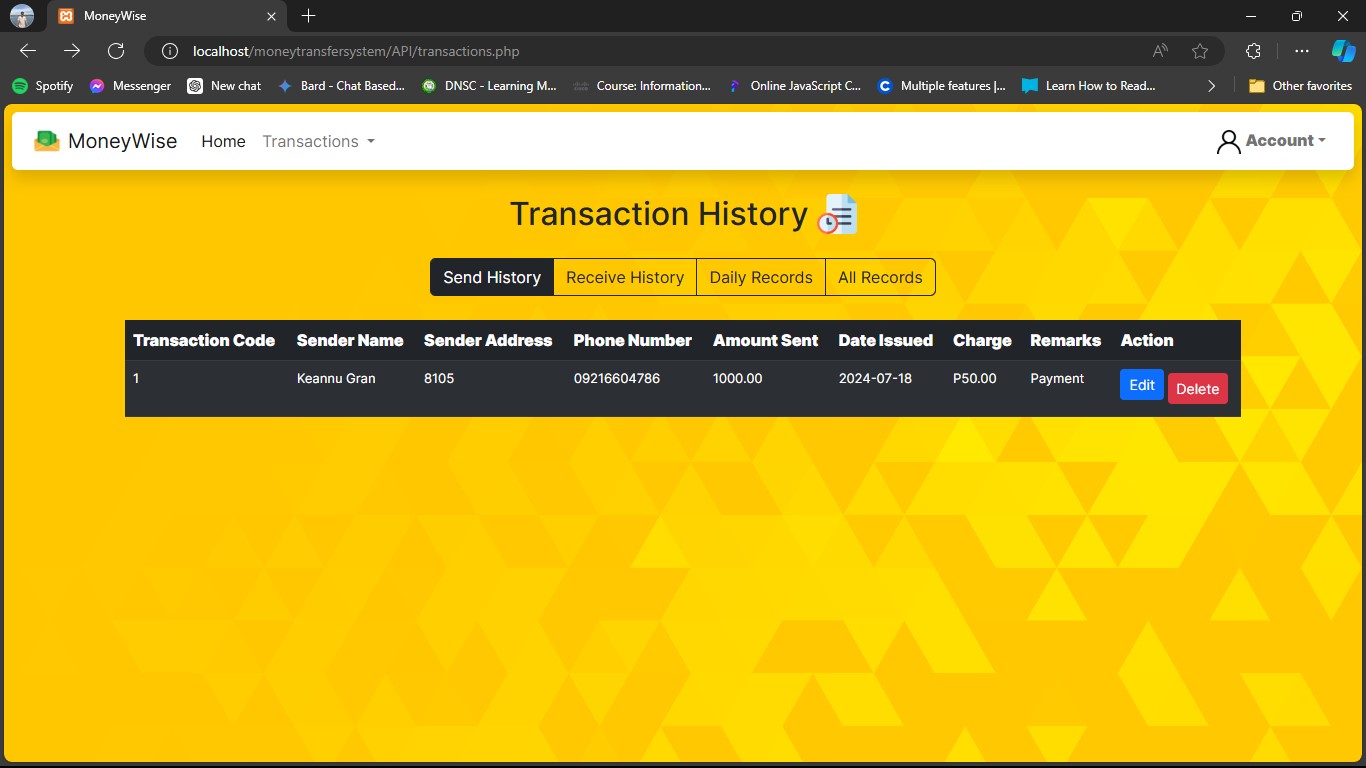 MoneyWise
localhost/moneytransfersystem/API/transactions.php
Spotify Messenger New chat Bard - Chat Based... DNSC - Learning M... Course: Information... Online JavaScript C... Multiple features |... Learn How to Read... Other favorites
MoneyWise Home Transactions Account
Transaction History
Send History Receive History Daily Records All Records
Transaction Code Sender Name Sender Address Phone Number Amount Sent Date Issued Charge Remarks Action
1 Keannu Gran 8105 09216604786 1000.00 2024-07-18 P50.00 Payment Edit Delete